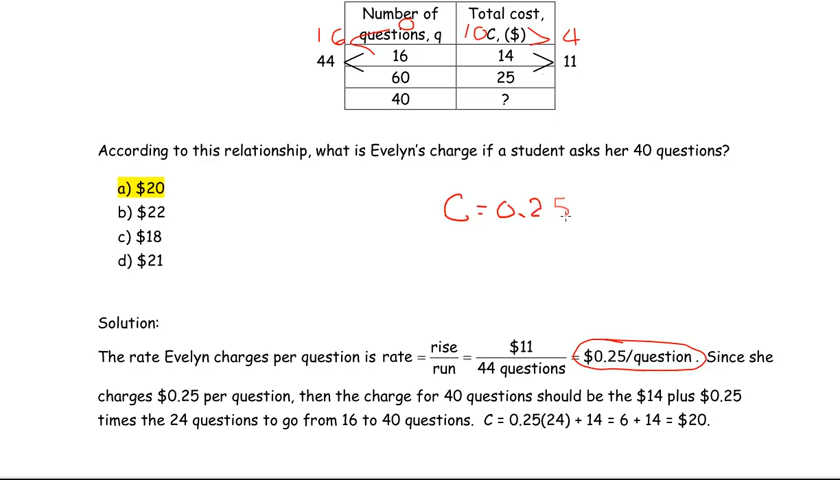 Number of Total cost,
0
16 questions, q 10 C, ($) 4
44 16 14 11
60 25
40 ?
According to this relationship, what is Evelyn's charge if a student asks her 40 questions?
a) $20
b) $22
c) $18
d) $21
C = 0.25
Solution:
The rate Evelyn charges per question is rate = rise/run = $11/44 questions = $0.25/question. Since she
charges $0.25 per question, then the charge for 40 questions should be the $14 plus $0.25
times the 24 questions to go from 16 to 40 questions. C = 0.25(24) + 14 = 6 + 14 = $20.